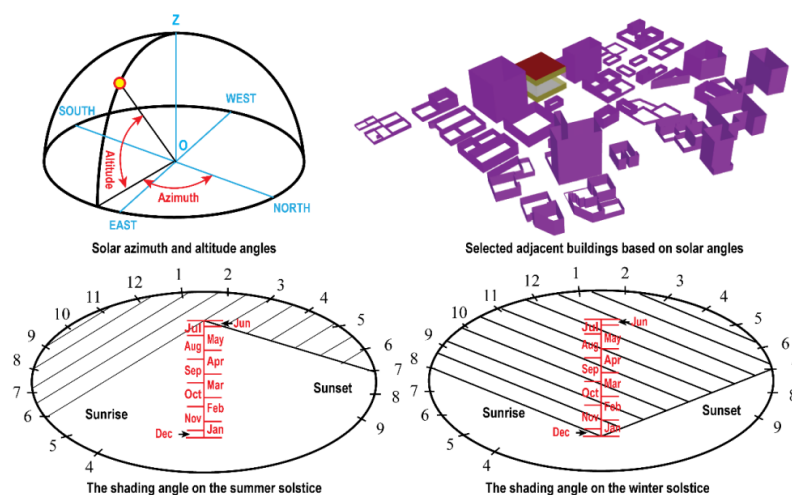 Z
SOUTH
WEST
O
Altitude
Azimuth
EAST
NORTH
Solar azimuth and altitude angles
Selected adjacent buildings based on solar angles
12
1
2
11
3
10
4
9
5
8
6
7
7
6
8
5
9
4
Jul
Jun
May
Aug
Apr
Sep
Mar
Oct
Feb
Nov
Jan
Dec
Sunrise
Sunset
The shading angle on the summer solstice
12
1
2
11
3
10
4
9
5
8
6
7
7
6
8
5
9
4
Jul
Jun
May
Aug
Apr
Sep
Mar
Oct
Feb
Nov
Jan
Dec
Sunrise
Sunset
The shading angle on the winter solstice